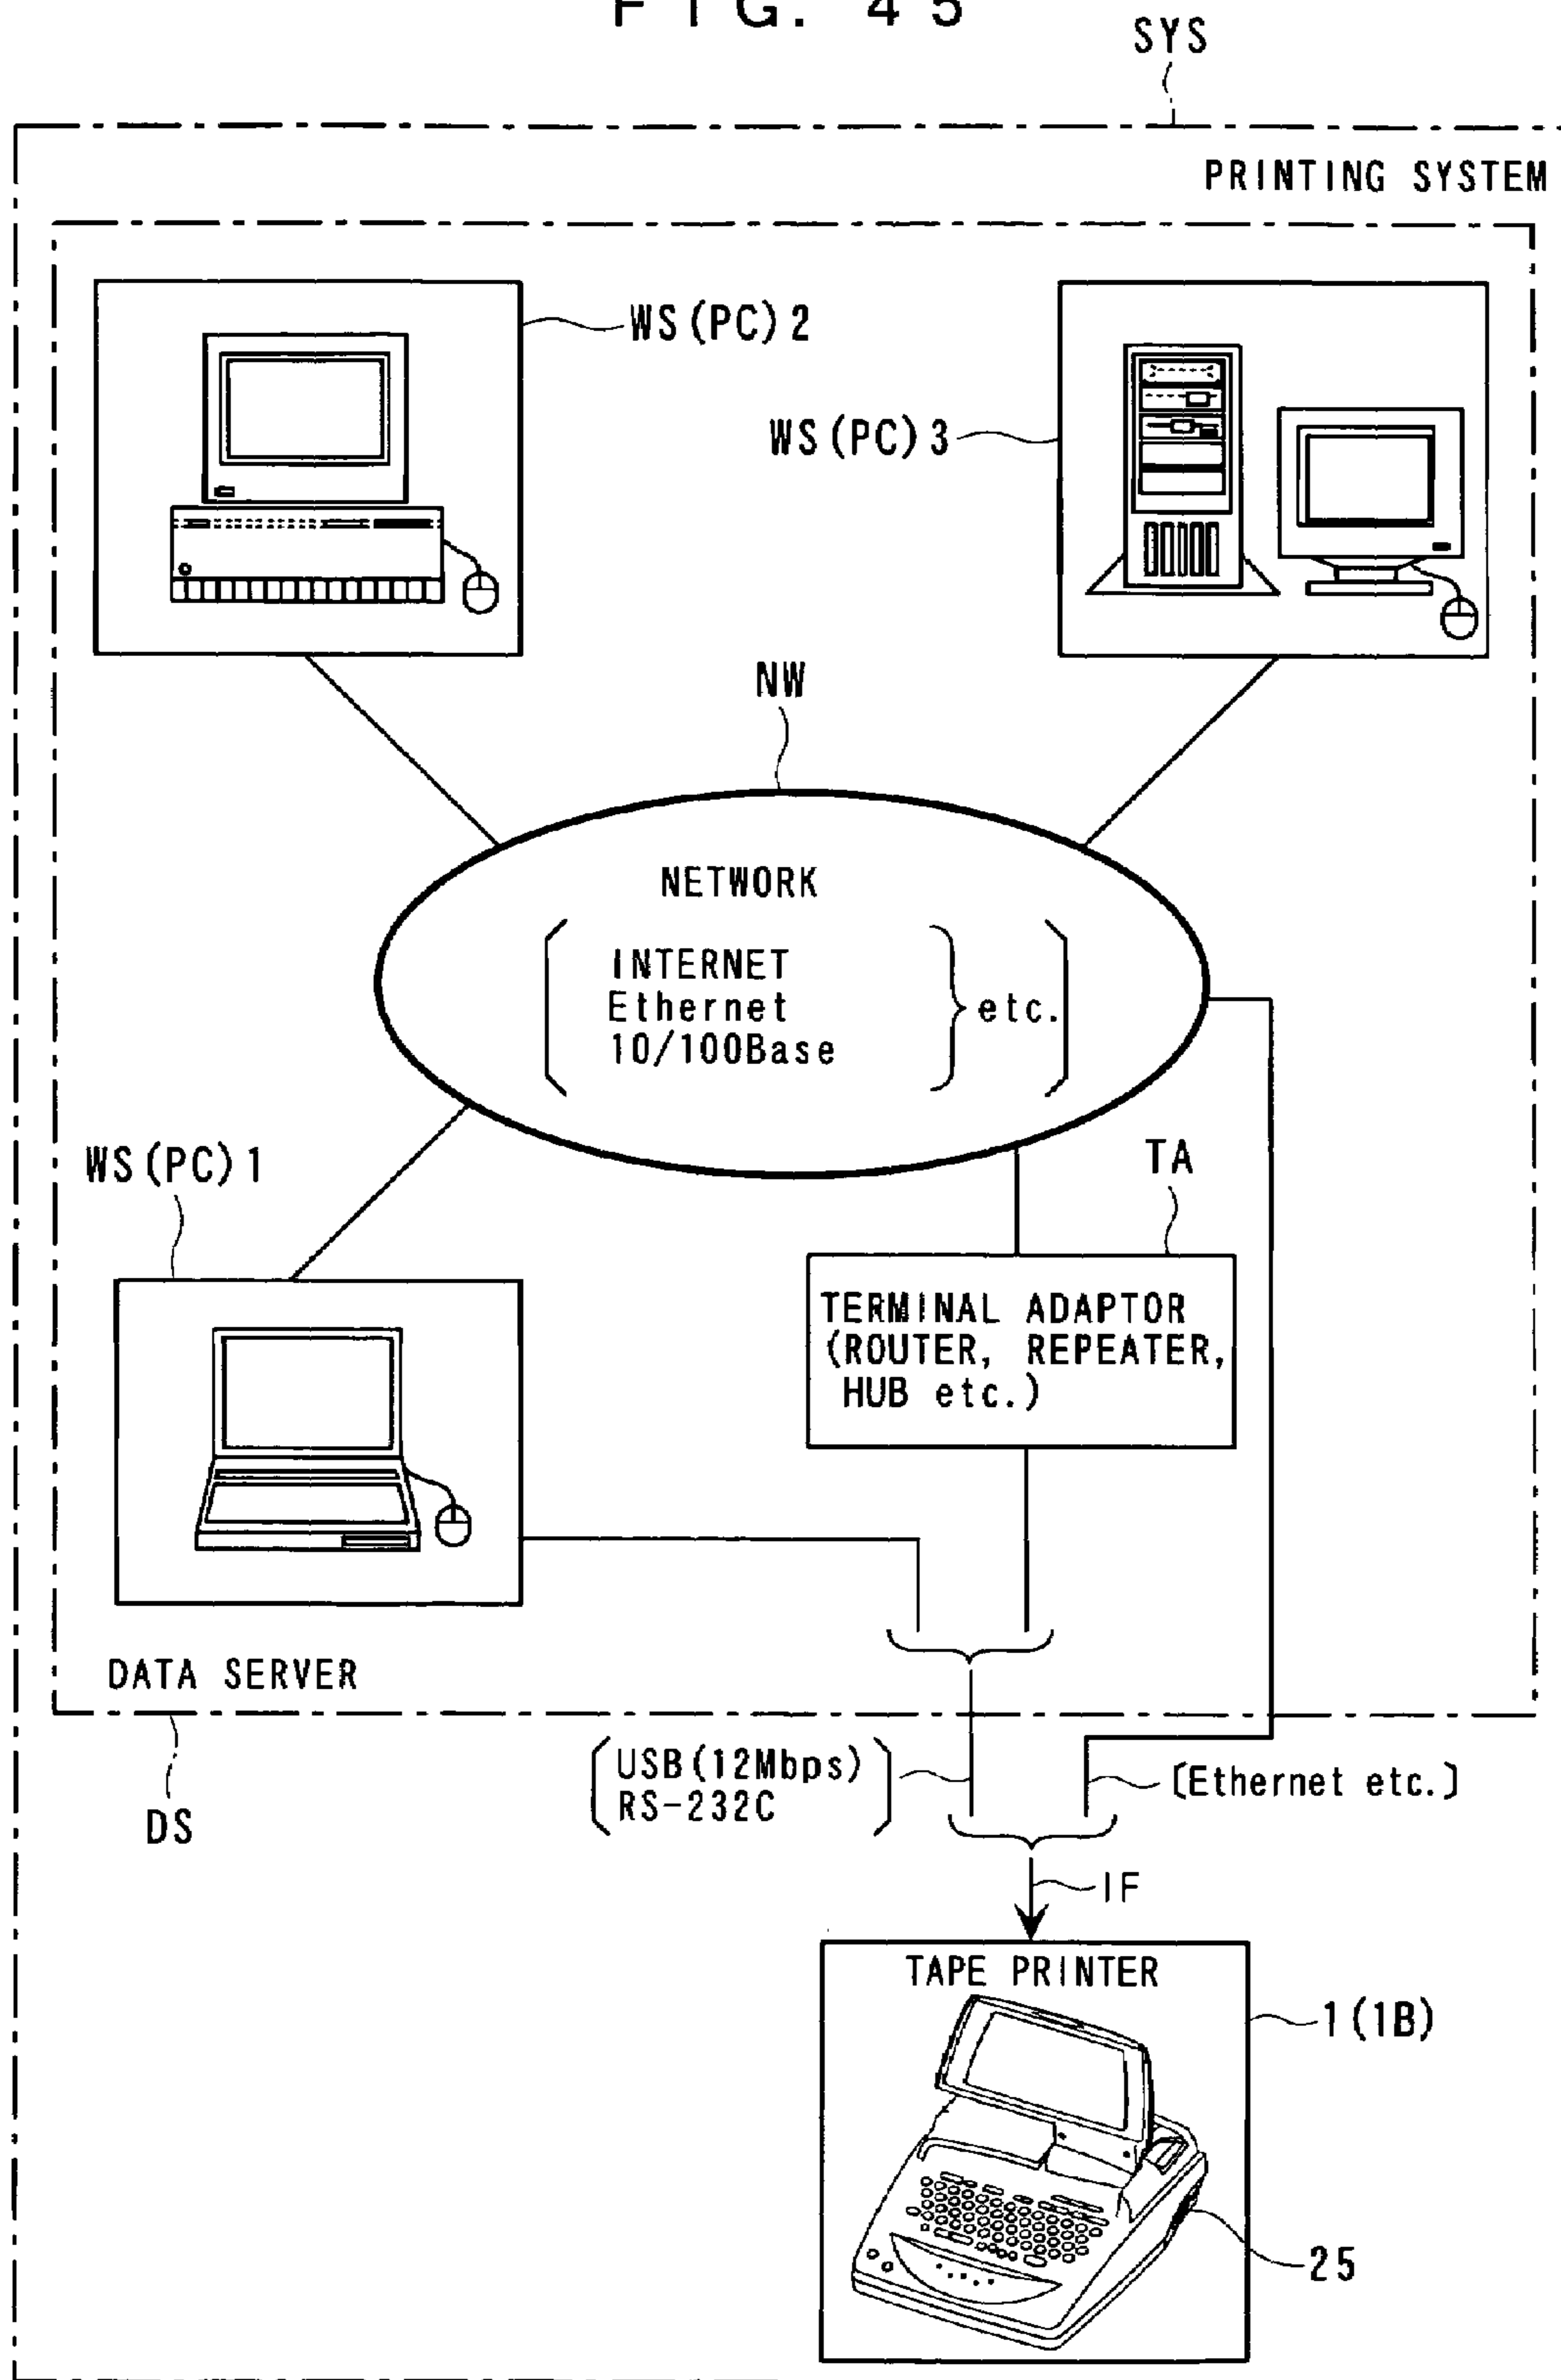 FIG. 45
SYS
PRINTING SYSTEM
WS(PC)2
WS(PC)3
NW
NETWORK
INTERNET
Ethernet
10/100Base
etc.
WS(PC)1
TA
TERMINAL ADAPTOR
(ROUTER, REPEATER,
HUB etc.)
DATA SERVER
DS
USB(12Mbps)
RS-232C
[Ethernet etc.]
IF
TAPE PRINTER
1(1B)
25